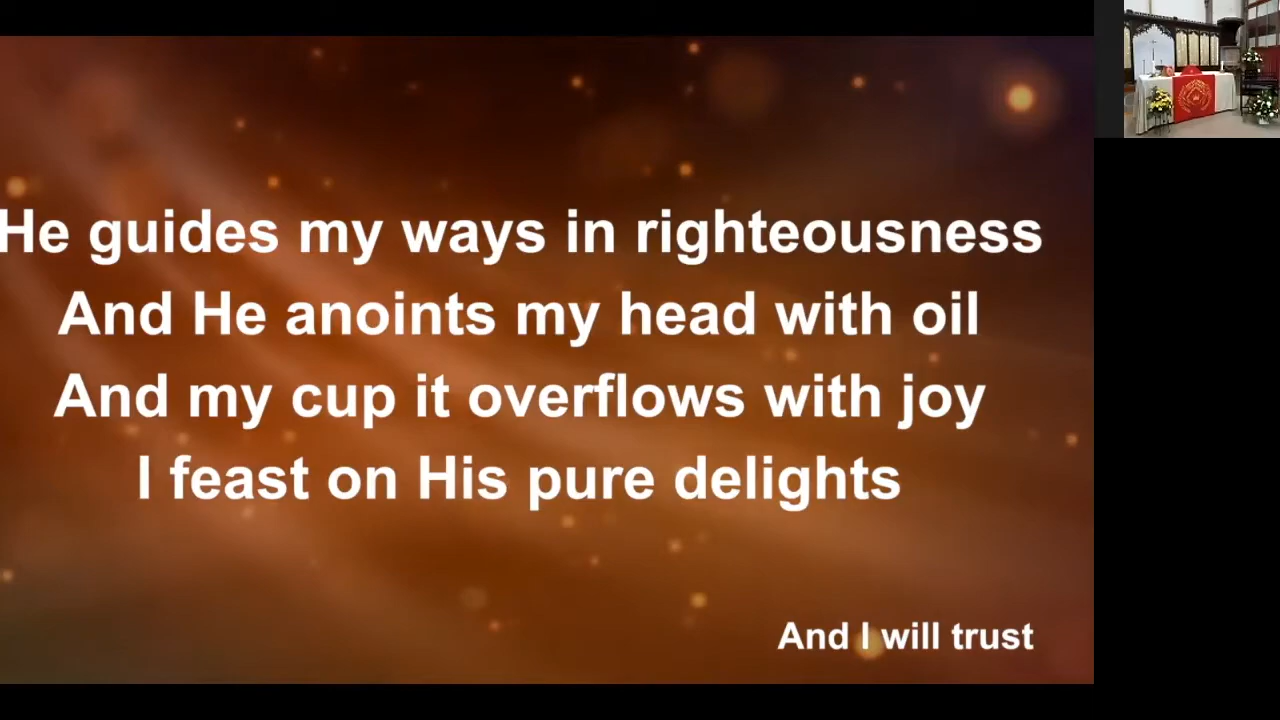 He guides my ways in righteousness
And He anoints my head with oil
And my cup it overflows with joy
I feast on His pure delights
And I will trust